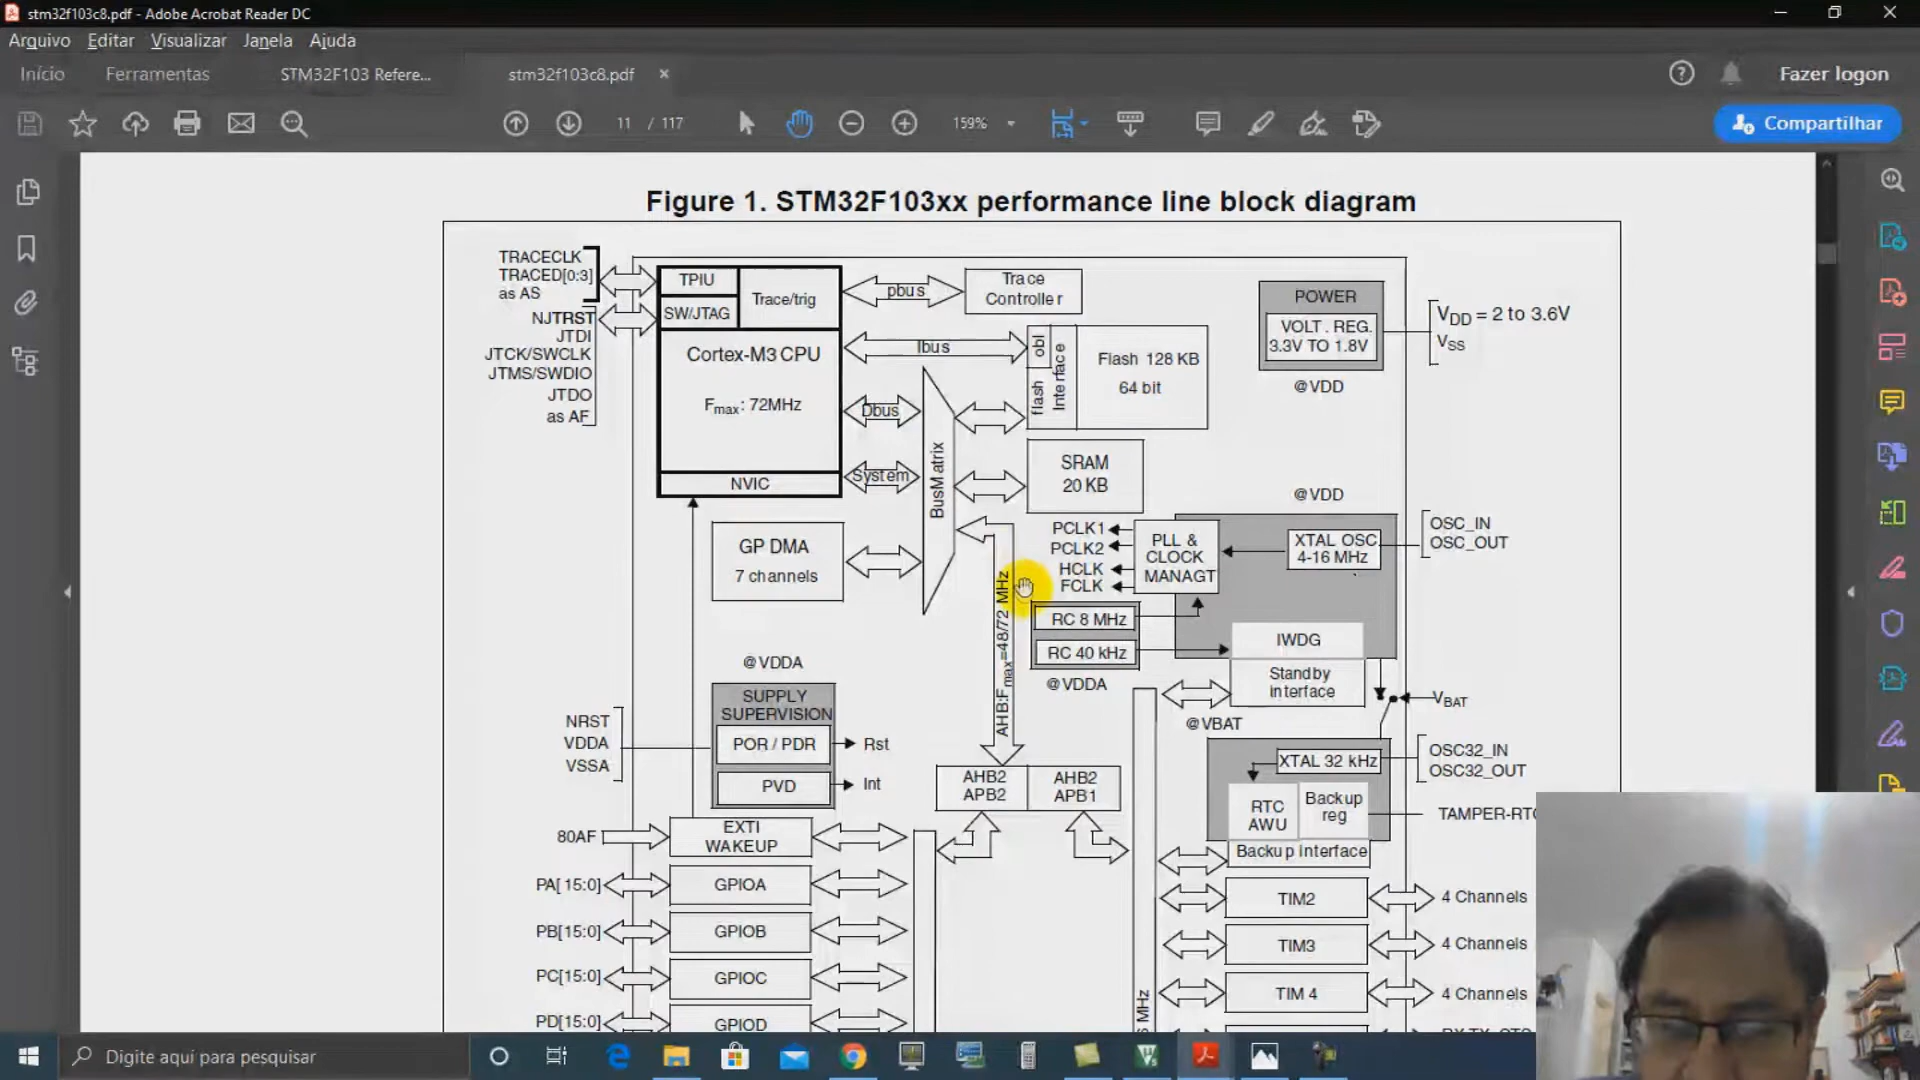 stm32f103c8.pdf - Adobe Acrobat Reader DC
Arquivo Editar Visualizar Janela Ajuda
Início Ferramentas STM32F103 Refere... stm32f103c8.pdf
Fazer logon
11 / 117
159%
Compartilhar
Figure 1. STM32F103xx performance line block diagram
TRACECLK
TRACED[0:3]
as AS
NJTRST
JTDI
JTCK/SWCLK
JTMS/SWDIO
JTDO
as AF
TPIU
SW/JTAG
Trace/trig
Cortex-M3 CPU
Fmax: 72MHz
NVIC
pbus
Trace
Controller
Ibus
Dbus
System
BusMatrix
obl
flash
Interface
Flash 128 KB
64 bit
SRAM
20 KB
POWER
VOLT. REG.
3.3V TO 1.8V
@VDD
VDD = 2 to 3.6V
VSS
GP DMA
7 channels
PCLK1
PCLK2
HCLK
FCLK
PLL &
CLOCK
MANAGT
@VDD
XTAL OSC
4-16 MHz
OSC_IN
OSC_OUT
RC 8 MHz
RC 40 kHz
@VDDA
IWDG
Standby
interface
@VBAT
VBAT
AHB:Fmax=48/72 MHz
@VDDA
SUPPLY
SUPERVISION
POR / PDR
PVD
Rst
Int
NRST
VDDA
VSSA
AHB2
APB2
AHB2
APB1
XTAL 32 kHz
RTC
AWU
Backup
reg
Backup interface
OSC32_IN
OSC32_OUT
TAMPER-RTC
80AF
EXTI
WAKEUP
PA[15:0]
GPIOA
PB[15:0]
GPIOB
PC[15:0]
GPIOC
PD[15:0]
GPIOD
TIM2
4 Channels
TIM3
4 Channels
TIM 4
4 Channels
MHz
Digite aqui para pesquisar